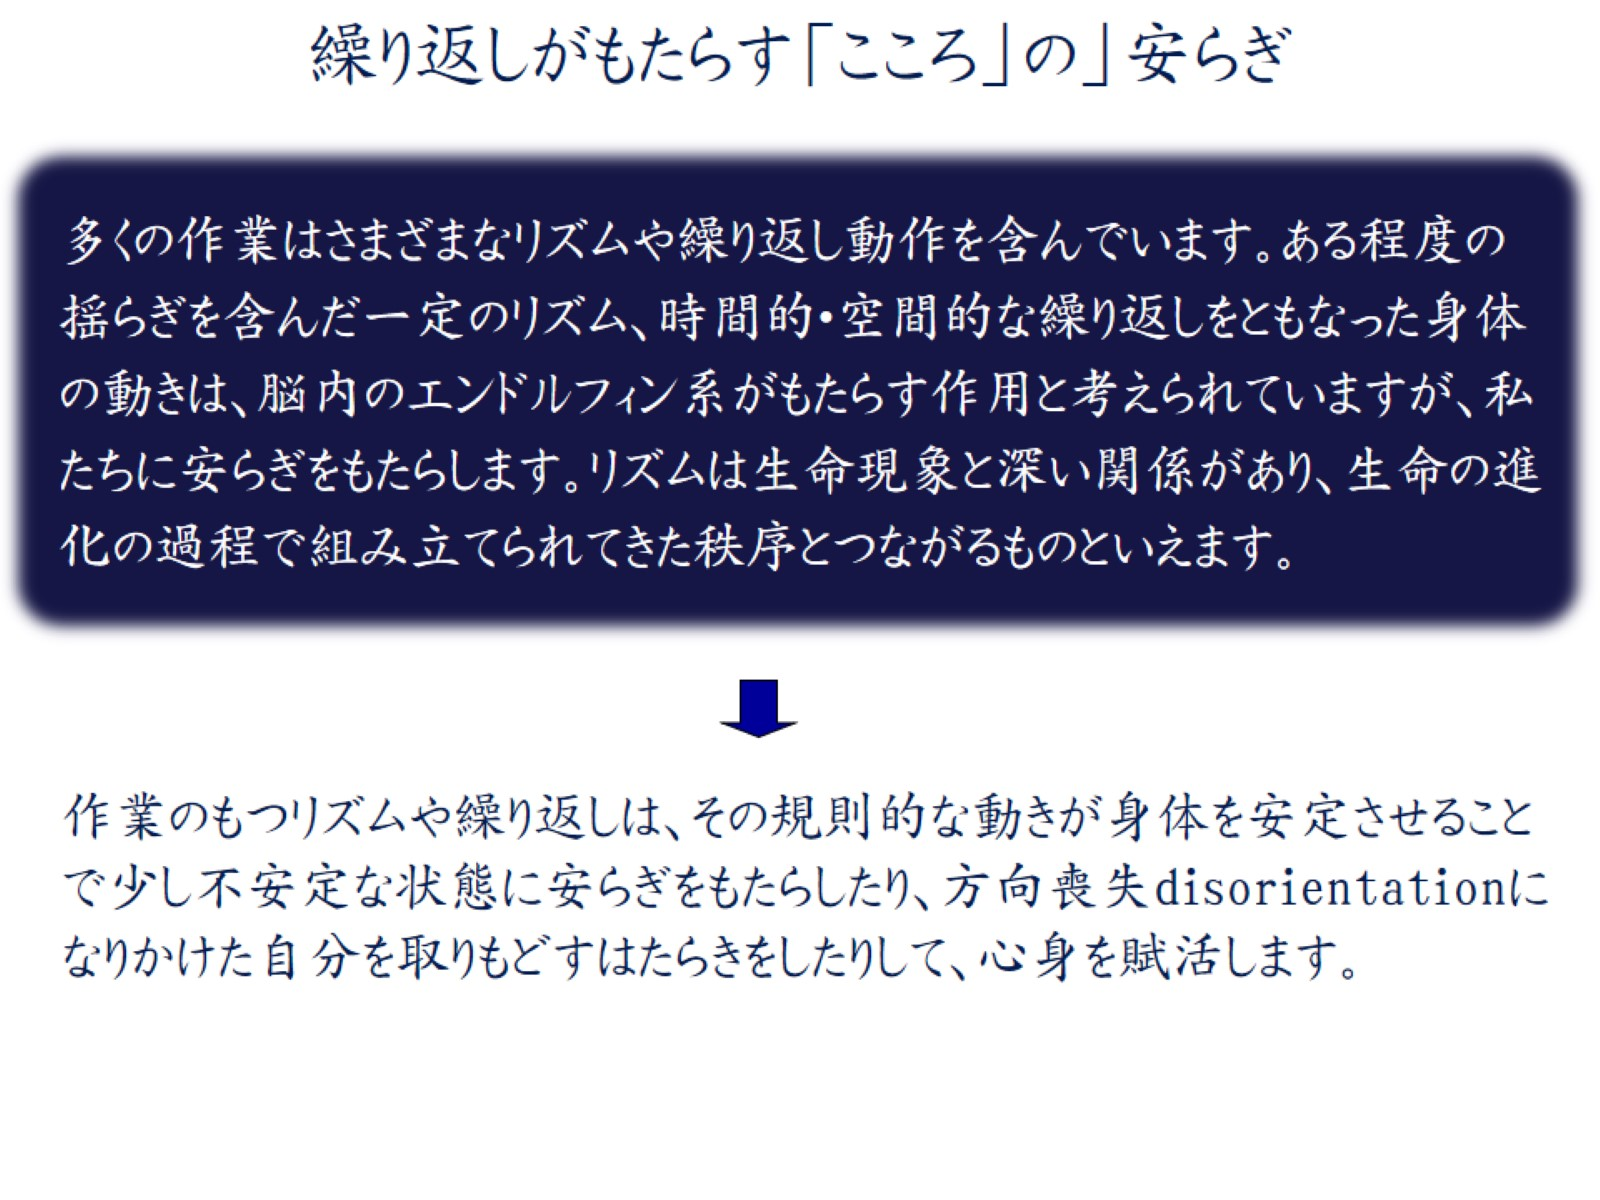 繰り返しがもたらす「こころ」の」安らぎ
多くの作業はさまざまなリズムや繰り返し動作を含んでいます。ある程度の
揺らぎを含んだ一定のリズム、時間的・空間的な繰り返しをともなった身体
の動きは、脳内のエンドルフィン系がもたらす作用と考えられていますが、私
たちに安らぎをもたらします。リズムは生命現象と深い関係があり、生命の進
化の過程で組み立てられてきた秩序とつながるものといえます。
作業のもつリズムや繰り返しは、その規則的な動きが身体を安定させること
で少し不安定な状態に安らぎをもたらしたり、方向喪失disorientationに
なりかけた自分を取りもどすはたらきをしたりして、心身を賦活します。